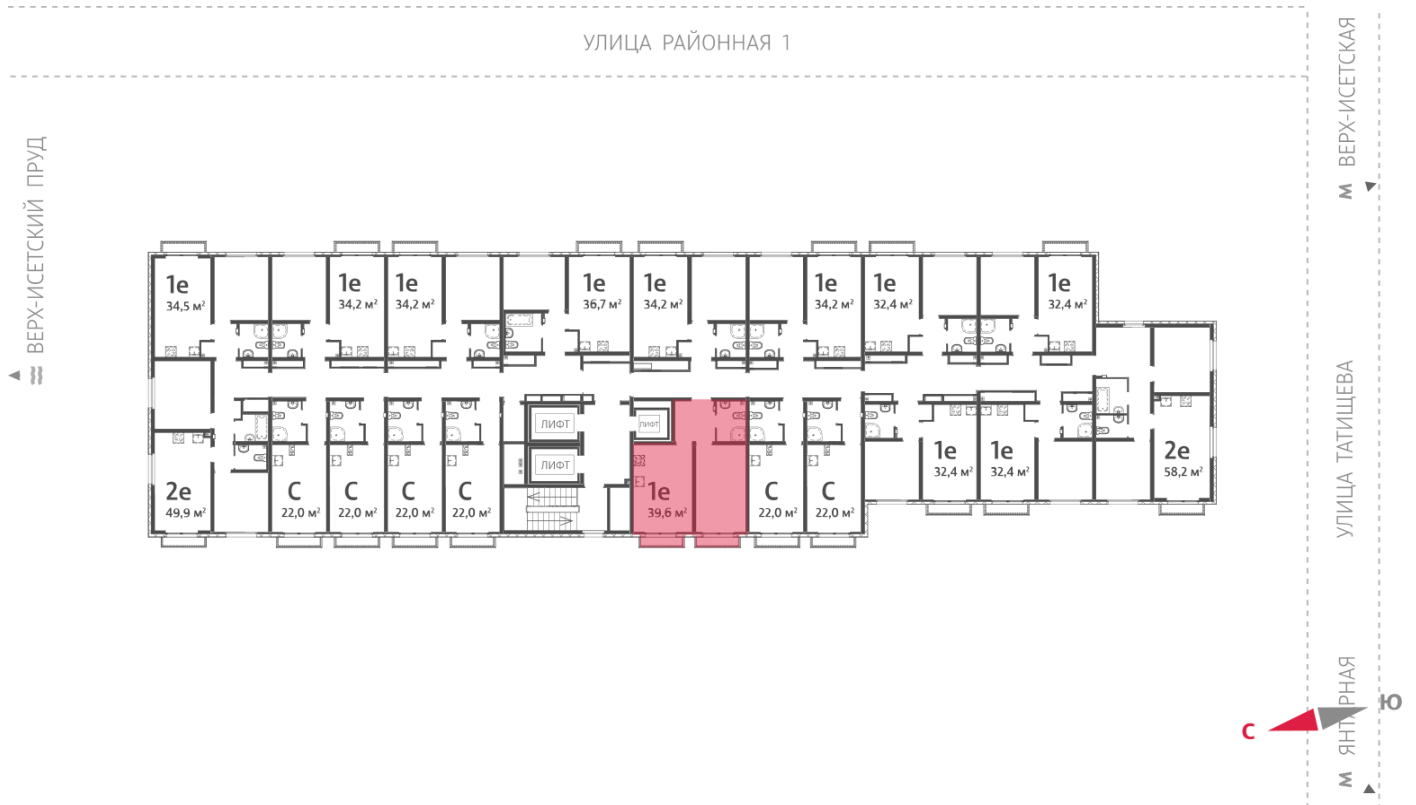 УЛИЦА РАЙОННАЯ 1
М ВЕРХ-ИСЕТСКАЯ
ВЕРХ-ИСЕТСКИЙ ПРУД
1е
34,5 м²
1е
34,2 м²
1е
34,2 м²
1е
36,7 м²
1е
34,2 м²
1е
34,2 м²
1е
32,4 м²
1е
32,4 м²
ЛИФТ
ЛИФТ
ЛИФТ
2е
49,9 м²
С
22,0 м²
С
22,0 м²
С
22,0 м²
С
22,0 м²
1е
39,6 м²
С
22,0 м²
С
22,0 м²
1е
32,4 м²
1е
32,4 м²
2е
58,2 м²
УЛИЦА ТАТИЩЕВА
М ЯНТАРНАЯ
С
Ю